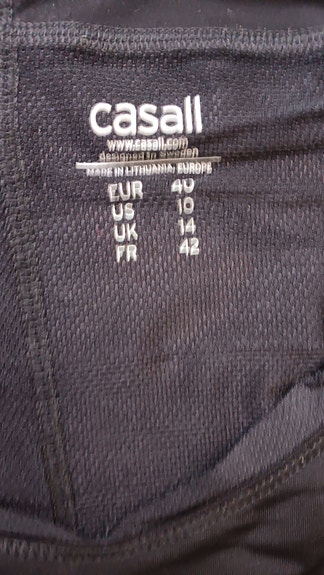 casall
www.casall.com
designed in Sweden
MADE IN LITHUANIA, EUROPE
EUR 40
US 10
UK 14
FR 42